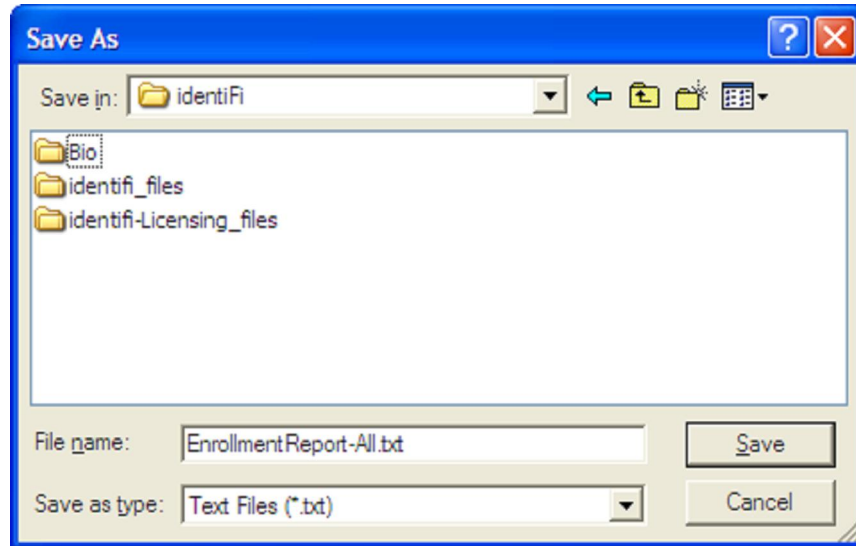 Save As
Save in: identiFi
Bio
identifi_files
identifi-Licensing_files
File name: EnrollmentReport-All.txt Save
Save as type: Text Files (*.txt) Cancel